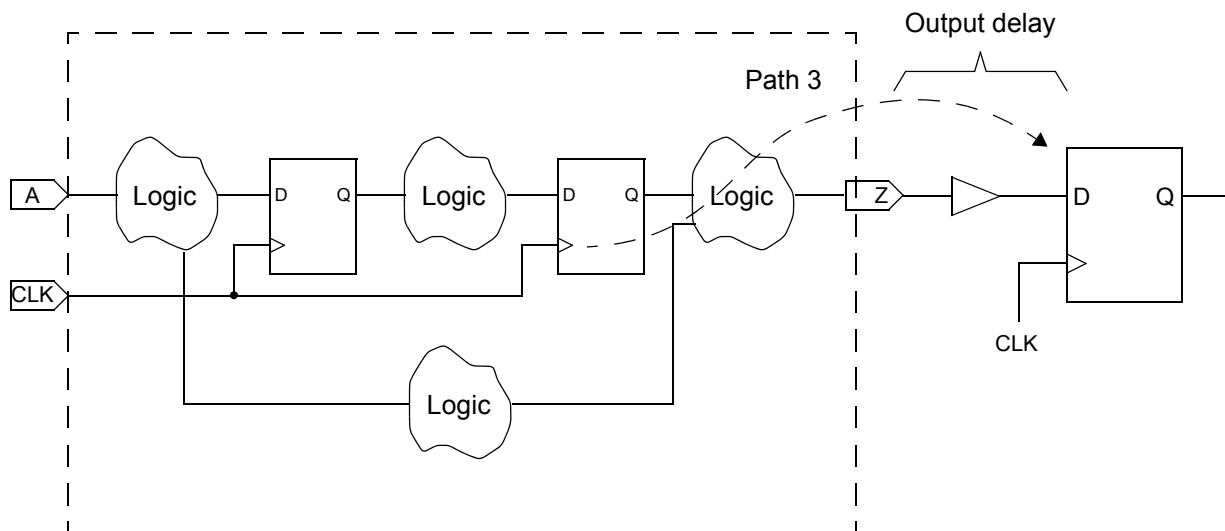 Output delay
Path 3
A
Logic
D
Q
Logic
D
Q
Logic
Z
D
Q
CLK
CLK
Logic